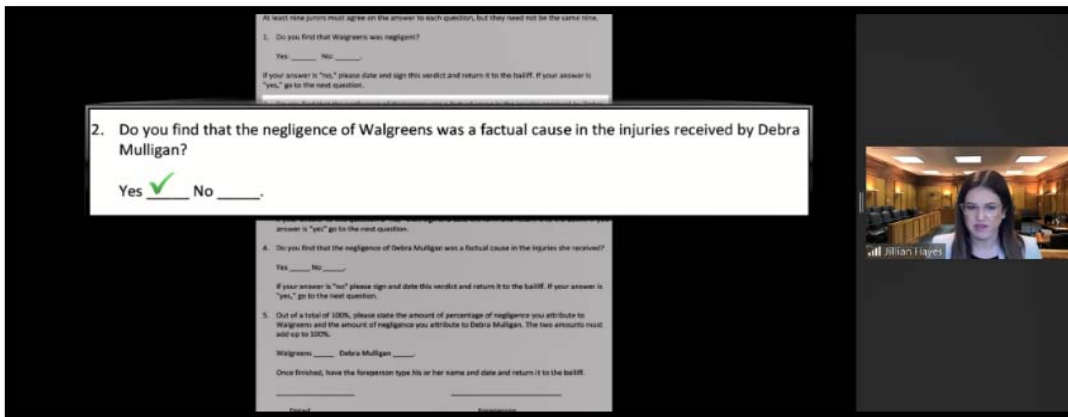 At least nine jurors must agree on the answer to each question, but they need not be the same nine.
1. Do you find that Walgreens was negligent?
Yes: ______ No: ______.
If your answer is "no," please date and sign this verdict and return it to the bailiff. If your answer is
"yes," go to the next question.
2. Do you find that the negligence of Walgreens was a factual cause in the injuries received by Debra
Mulligan?
Yes ✓ No ______.
answer is "yes" go to the next question.
4. Do you find that the negligence of Debra Mulligan was a factual cause in the injuries she received?
Yes _____ No _____.
If your answer is "no" please sign and date this verdict and return it to the bailiff. If your answer is
"yes," go to the next question.
5. Out of a total of 100%, please state the amount of percentage of negligence you attribute to
Walgreens and the amount of negligence you attribute to Debra Mulligan. The two amounts must
add up to 100%.
Walgreens _____ Debra Mulligan _____.
Once finished, have the foreperson type his or her name and date and return it to the bailiff.
Dated
Foreperson
Jillian Hayes